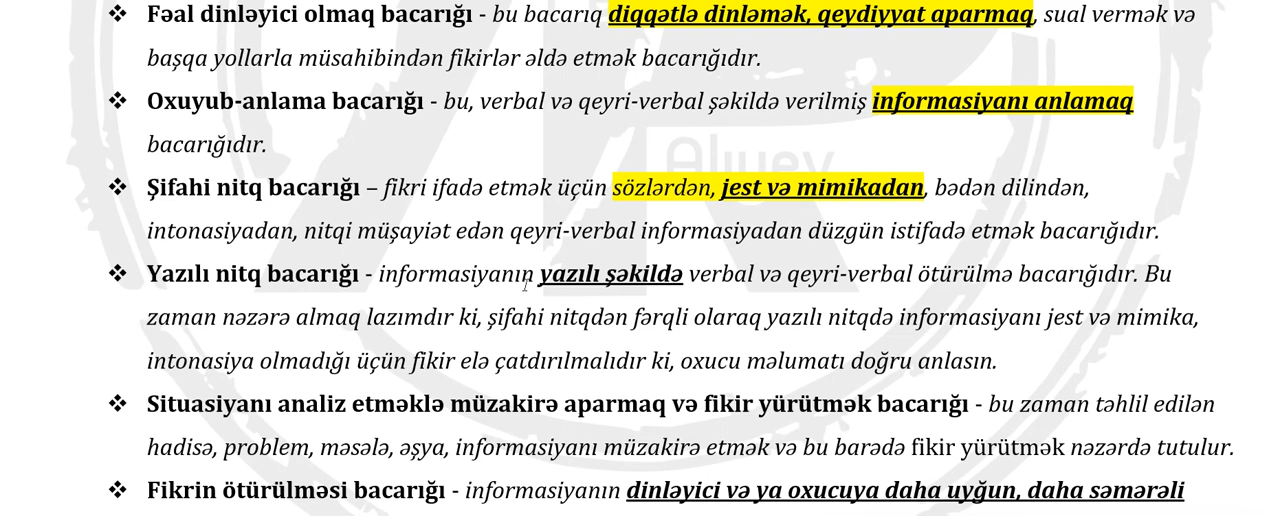 ❖ Fəal dinləyici olmaq bacarığı - bu bacarıq diqqətlə dinləmək, qeydiyyat aparmaq, sual vermək və
başqa yollarla müsahibindən fikirlər əldə etmək bacarığıdır.
❖ Oxuyub-anlama bacarığı - bu, verbal və qeyri-verbal şəkildə verilmiş informasiyanı anlamaq
bacarığıdır.
❖ Şifahi nitq bacarığı – fikri ifadə etmək üçün sözlərdən, jest və mimikadan, bədən dilindən,
intonasiyadan, nitqi müşayiət edən qeyri-verbal informasiyadan düzgün istifadə etmək bacarığıdır.
❖ Yazılı nitq bacarığı - informasiyanın yazılı şəkildə verbal və qeyri-verbal ötürülmə bacarığıdır. Bu
zaman nəzərə almaq lazımdır ki, şifahi nitqdən fərqli olaraq yazılı nitqdə informasiyanı jest və mimika,
intonasiya olmadığı üçün fikir elə çatdırılmalıdır ki, oxucu məlumatı doğru anlasın.
❖ Situasiyanı analiz etməklə müzakirə aparmaq və fikir yürütmək bacarığı - bu zaman təhlil edilən
hadisə, problem, məsələ, əşya, informasiyanı müzakirə etmək və bu barədə fikir yürütmək nəzərdə tutulur.
❖ Fikrin ötürülməsi bacarığı - informasiyanın dinləyici və ya oxucuya daha uyğun, daha səmərəli